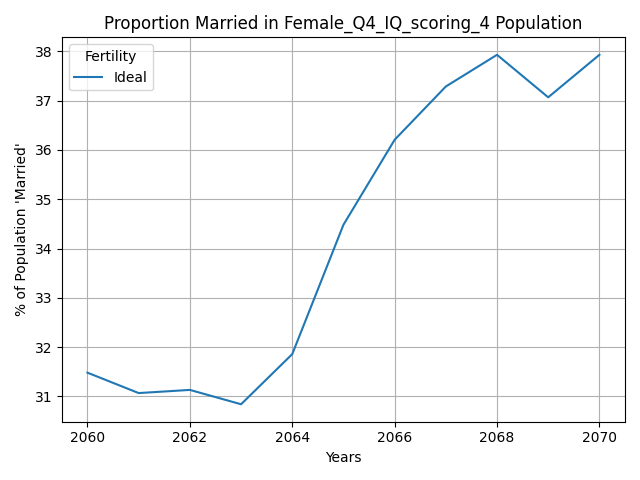 Proportion Married in Female_Q4_IQ_scoring_4 Population
% of Population 'Married'
Fertility
Ideal
38
37
36
35
34
33
32
31
2060 2062 2064 2066 2068 2070
Years